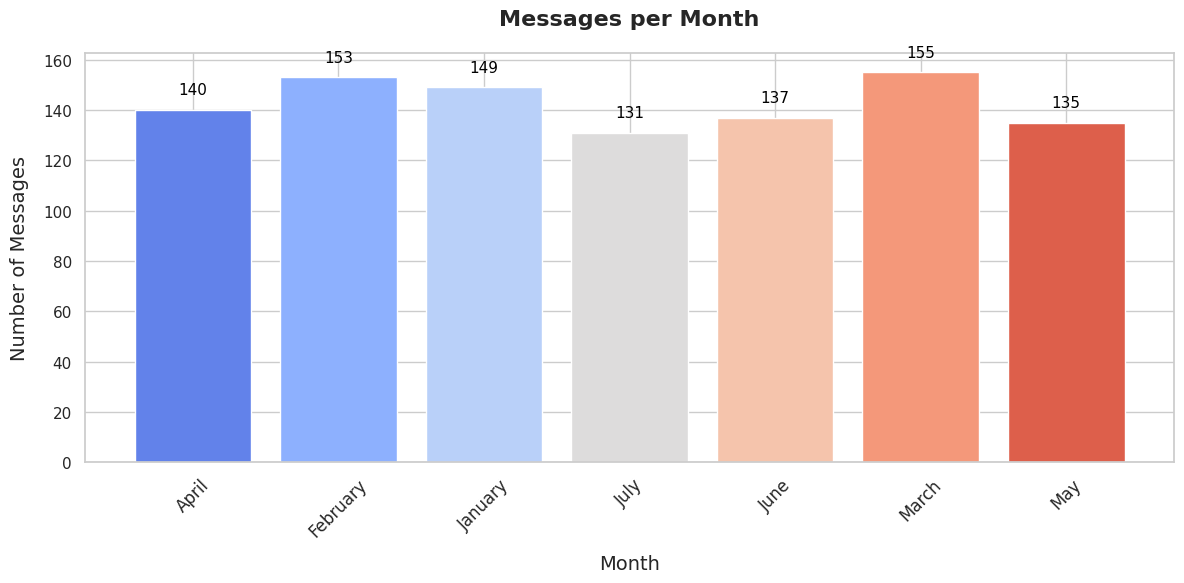 Messages per Month
Number of Messages
160
140
120
100
80
60
40
20
0
140
153
149
131
137
155
135
April
February
January
July
June
March
May
Month